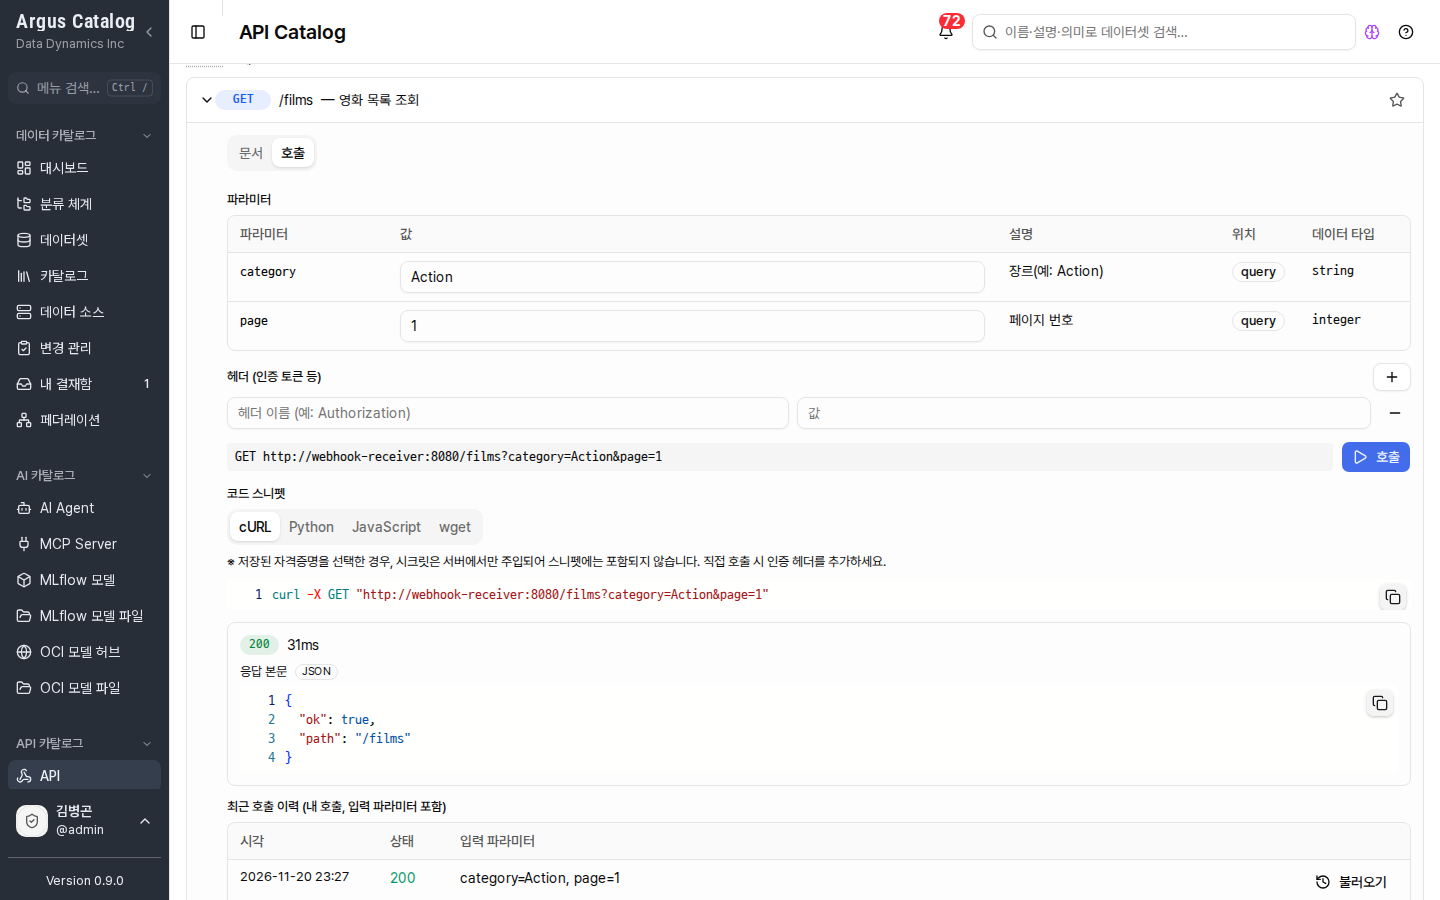 Argus Catalog
Data Dynamics Inc
메뉴 검색... Ctrl /
데이터 카탈로그
대시보드
분류 체계
데이터셋
카탈로그
데이터 소스
변경 관리
내 결재함 1
페더레이션
AI 카탈로그
AI Agent
MCP Server
MLflow 모델
MLflow 모델 파일
OCI 모델 허브
OCI 모델 파일
API 카탈로그
API
김병곤
@admin
Version 0.9.0
API Catalog
72
이름·설명·의미로 데이터셋 검색...
GET /films — 영화 목록 조회
문서 호출
파라미터
파라미터 값 설명 위치 데이터 타입
category Action 장르(예: Action) query string
page 1 페이지 번호 query integer
헤더 (인증 토큰 등)
헤더 이름 (예: Authorization) 값
GET http://webhook-receiver:8080/films?category=Action&page=1 호출
코드 스니펫
cURL Python JavaScript wget
※ 저장된 자격증명을 선택한 경우, 시크릿은 서버에서만 주입되어 스니펫에는 포함되지 않습니다. 직접 호출 시 인증 헤더를 추가하세요.
1 curl -X GET "http://webhook-receiver:8080/films?category=Action&page=1"
200 31ms
응답 본문 JSON
1 {
2 "ok": true,
3 "path": "/films"
4 }
최근 호출 이력 (내 호출, 입력 파라미터 포함)
시각 상태 입력 파라미터
2026-11-20 23:27 200 category=Action, page=1 불러오기